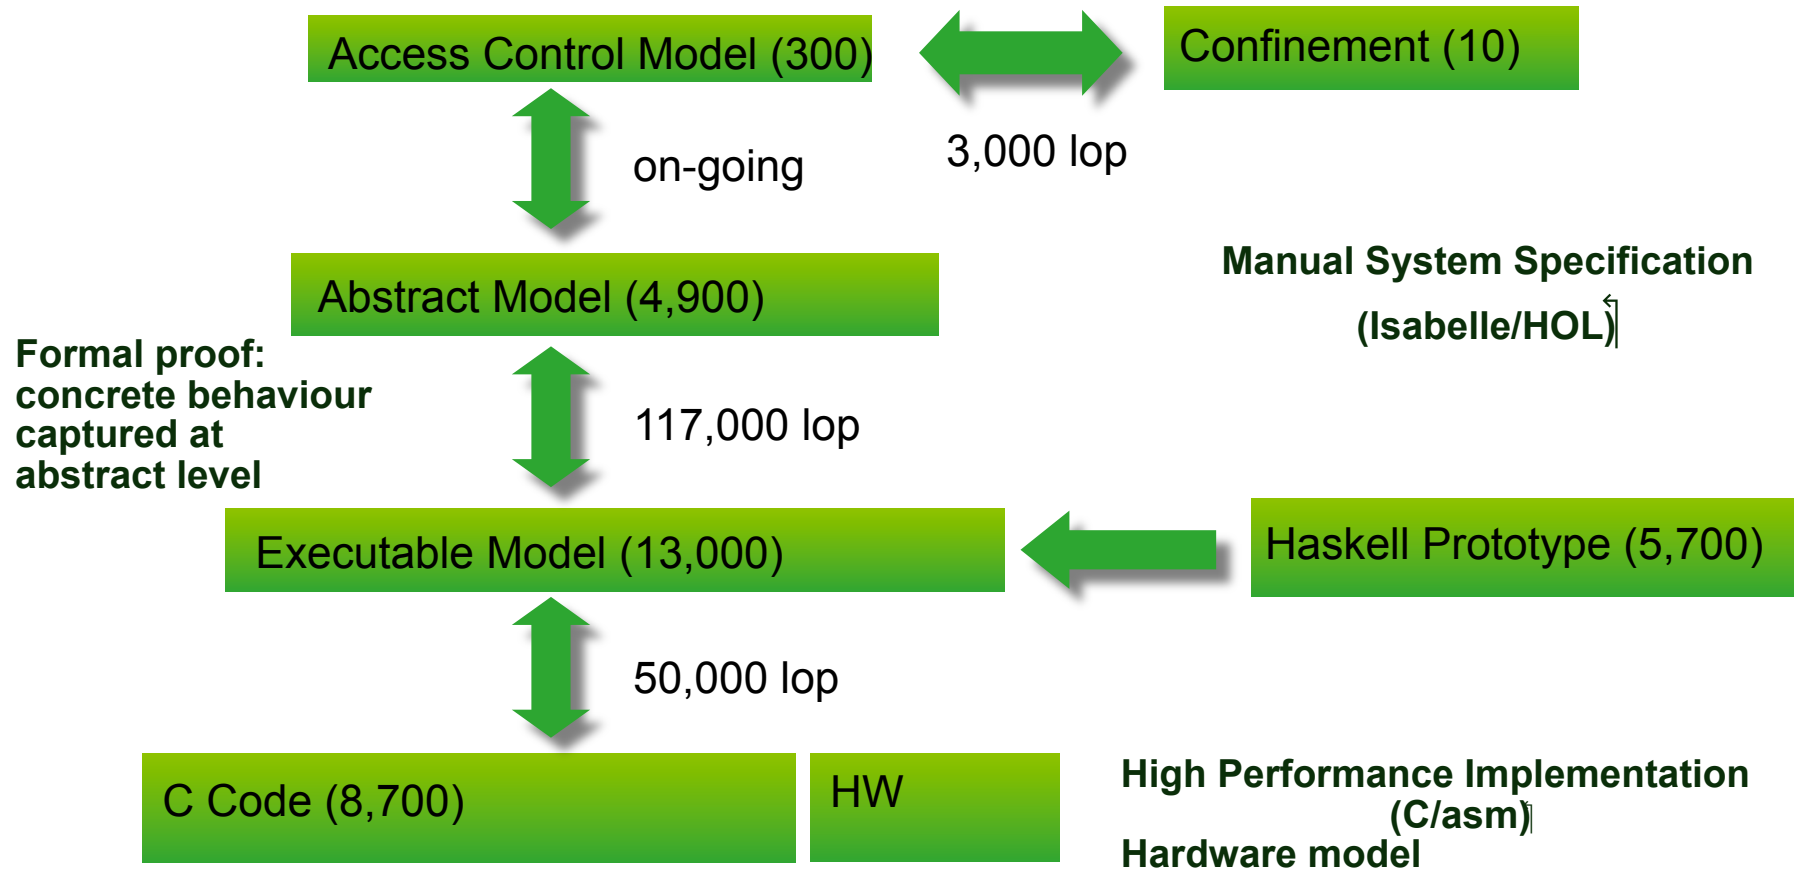 Access Control Model (300)
Confinement (10)
on-going
3,000 lop
Manual System Specification
(Isabelle/HOL)
Abstract Model (4,900)
Formal proof:
concrete behaviour
captured at
abstract level
117,000 lop
Executable Model (13,000)
Haskell Prototype (5,700)
50,000 lop
C Code (8,700)
HW
High Performance Implementation
(C/asm)
Hardware model